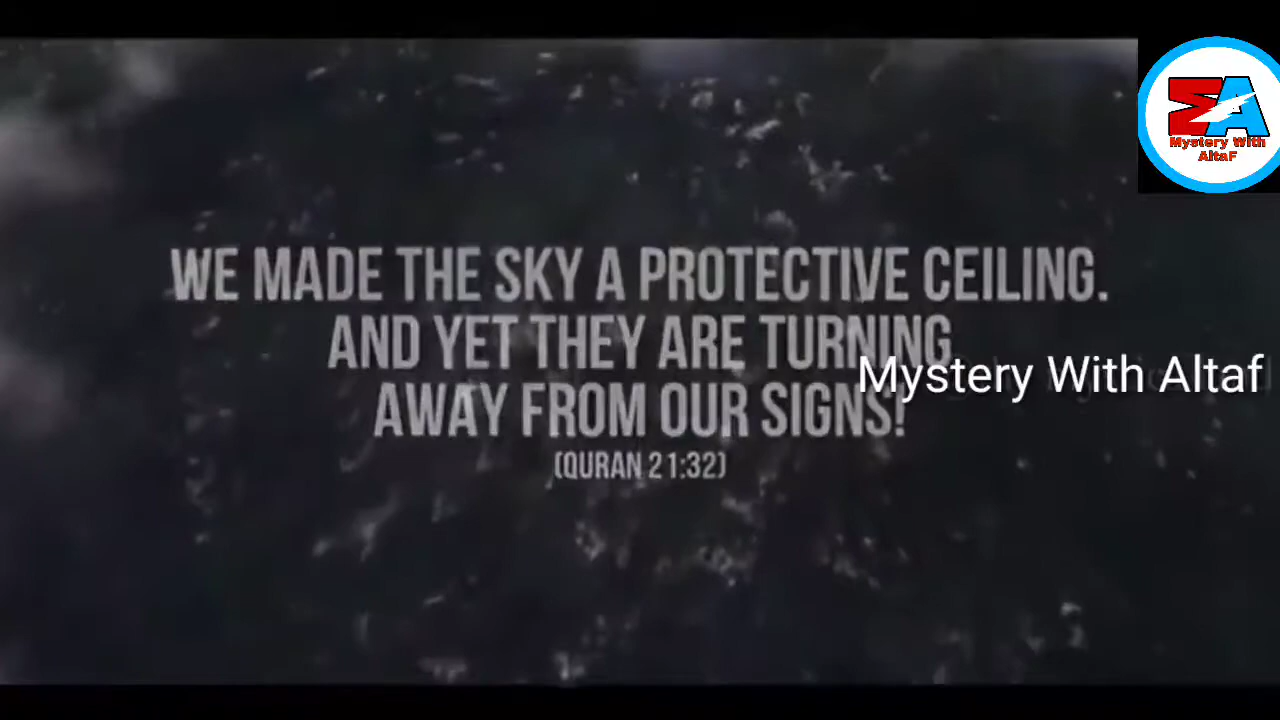 WE MADE THE SKY A PROTECTIVE CEILING.
AND YET THEY ARE TURNING
AWAY FROM OUR SIGNS!
(QURAN 21:32)
Mystery With Altaf
MA
Mystery With
AltaF